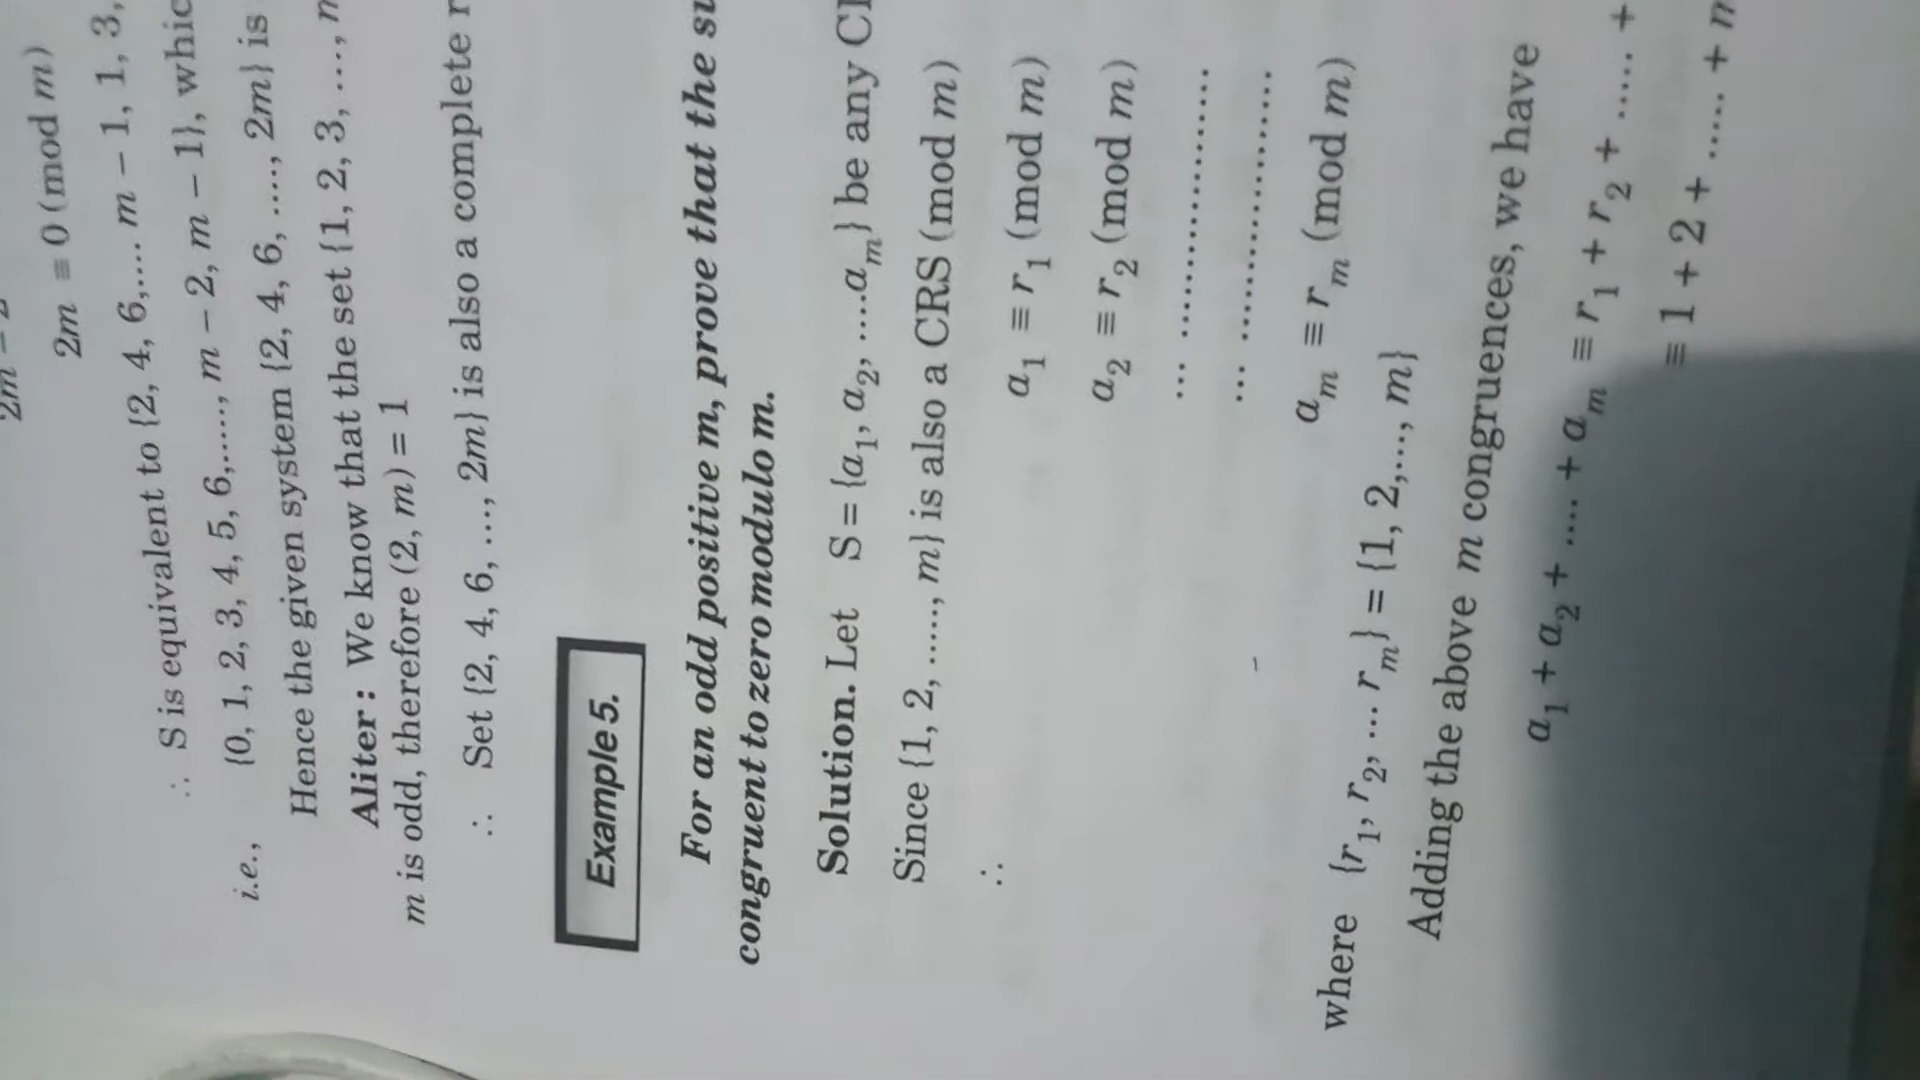 2m –
2m ≡ 0 (mod m)
∴ S is equivalent to {2, 4, 6,.... m – 1, 1, 3,
i.e., {0, 1, 2, 3, 4, 5, 6,....., m – 2, m – 1}, whic
Hence the given system {2, 4, 6, ....., 2m} is
Aliter : We know that the set {1, 2, 3, ...,
m is odd, therefore (2, m) = 1
∴ Set {2, 4, 6, ..., 2m} is also a complete r
Example 5.
For an odd positive m, prove that the su
congruent to zero modulo m.
Solution. Let S = {a₁, a₂, ....aₘ} be any C
Since {1, 2, ....., m} is also a CRS (mod m)
∴ a₁ ≡ r₁ (mod m)
a₂ ≡ r₂ (mod m)
... ......................
... ......................
aₘ ≡ rₘ (mod m)
where {r₁, r₂, ... rₘ} = {1, 2,..., m}
Adding the above m congruences, we have
a₁ + a₂ + .... + aₘ ≡ r₁ + r₂ + ..... +
≡ 1 + 2 + ..... +